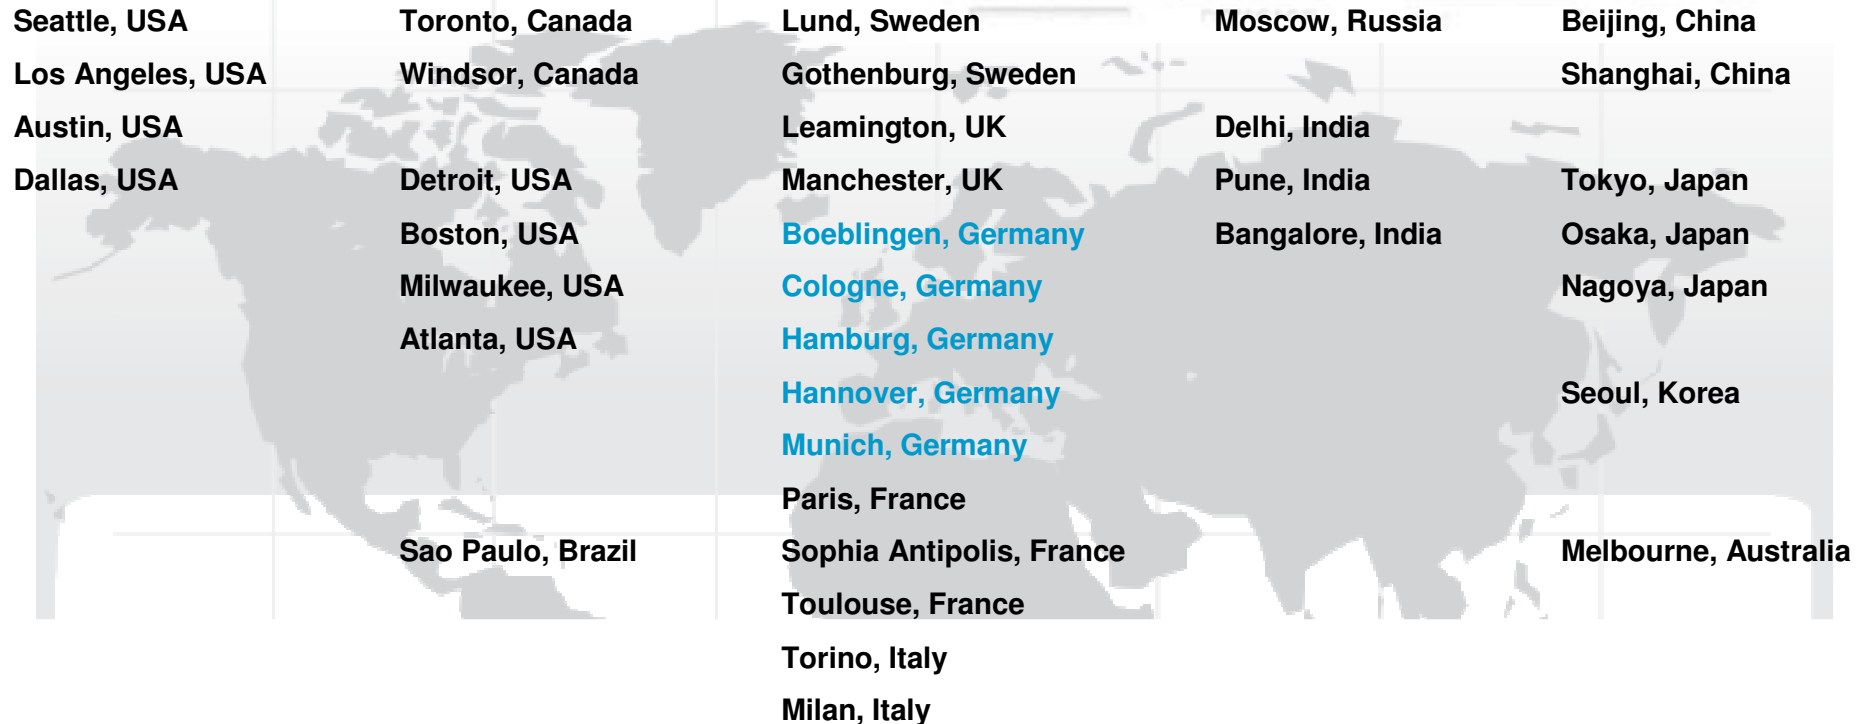 Seattle, USA
Los Angeles, USA
Austin, USA
Dallas, USA
Toronto, Canada
Windsor, Canada
Detroit, USA
Boston, USA
Milwaukee, USA
Atlanta, USA
Sao Paulo, Brazil
Lund, Sweden
Gothenburg, Sweden
Leamington, UK
Manchester, UK
Boeblingen, Germany
Cologne, Germany
Hamburg, Germany
Hannover, Germany
Munich, Germany
Paris, France
Sophia Antipolis, France
Toulouse, France
Torino, Italy
Milan, Italy
Moscow, Russia
Delhi, India
Pune, India
Bangalore, India
Beijing, China
Shanghai, China
Tokyo, Japan
Osaka, Japan
Nagoya, Japan
Seoul, Korea
Melbourne, Australia